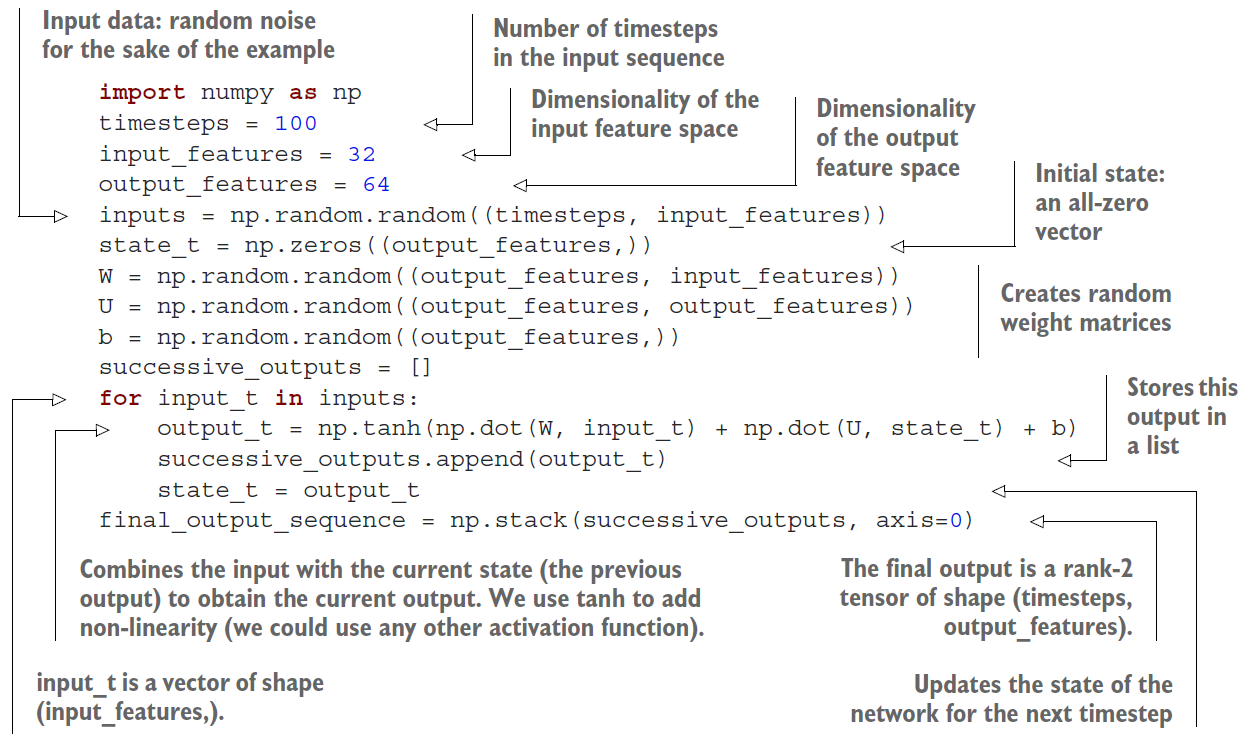 Input data: random noise
for the sake of the example
Number of timesteps
in the input sequence
Dimensionality of the
input feature space
Dimensionality
of the output
feature space
Initial state:
an all-zero
vector
import numpy as np
timesteps = 100
input_features = 32
output_features = 64
inputs = np.random.random((timesteps, input_features))
state_t = np.zeros((output_features,))
W = np.random.random((output_features, input_features))
U = np.random.random((output_features, output_features))
b = np.random.random((output_features,))
Creates random
weight matrices
successive_outputs = []
for input_t in inputs:
    output_t = np.tanh(np.dot(W, input_t) + np.dot(U, state_t) + b)
    successive_outputs.append(output_t)
    state_t = output_t
final_output_sequence = np.stack(successive_outputs, axis=0)
Stores this
output in
a list
Combines the input with the current state (the previous
output) to obtain the current output. We use tanh to add
non-linearity (we could use any other activation function).
The final output is a rank-2
tensor of shape (timesteps,
output_features).
input_t is a vector of shape
(input_features,).
Updates the state of the
network for the next timestep